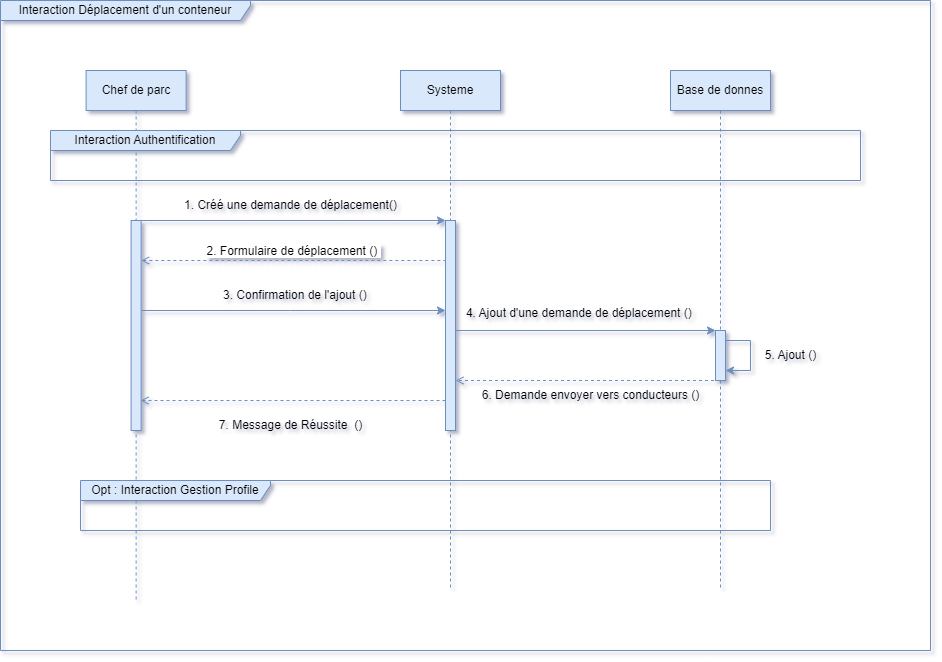 Interaction Déplacement d'un conteneur
Chef de parc
Systeme
Base de donnes
Interaction Authentification
1. Créé une demande de déplacement()
2. Formulaire de déplacement ()
3. Confirmation de l'ajout ()
4. Ajout d'une demande de déplacement ()
5. Ajout ()
6. Demande envoyer vers conducteurs ()
7. Message de Réussite ()
Opt : Interaction Gestion Profile